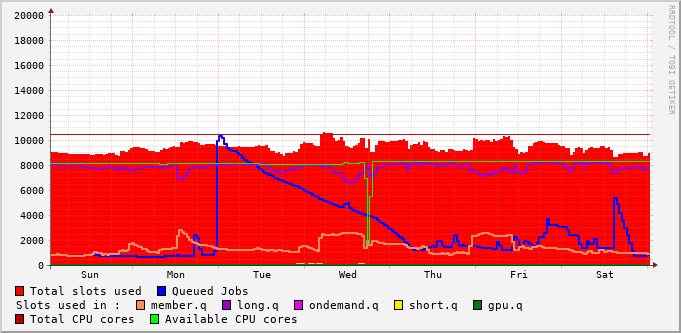 20000
18000
16000
14000
12000
10000
8000
6000
4000
2000
0
Sun Mon Tue Wed Thu Fri Sat
RRDTOOL / TOBI OETIKER
Total slots used Queued Jobs
Slots used in : member.q long.q ondemand.q short.q gpu.q
Total CPU cores Available CPU cores